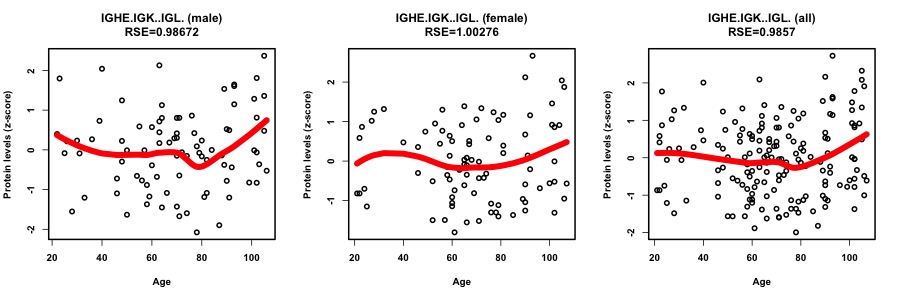 IGHE.IGK..IGL. (male)
RSE=0.98672
Protein levels (z-score)
2
1
0
-1
-2
20 40 60 80 100
Age
IGHE.IGK..IGL. (female)
RSE=1.00276
Protein levels (z-score)
2
1
0
-1
20 40 60 80 100
Age
IGHE.IGK..IGL. (all)
RSE=0.9857
Protein levels (z-score)
2
1
0
-1
-2
20 40 60 80 100
Age